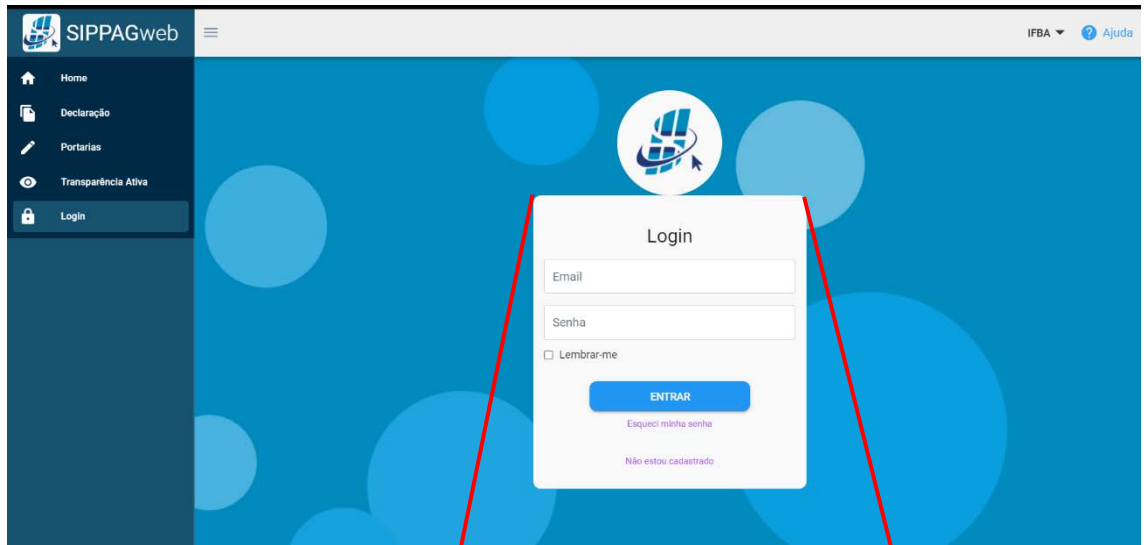 SIPPAGweb
IFBA
Ajuda
Home
Declaração
Portarias
Transparência Ativa
Login
Login
Email
Senha
Lembrar-me
ENTRAR
Esqueci minha senha
Não estou cadastrado